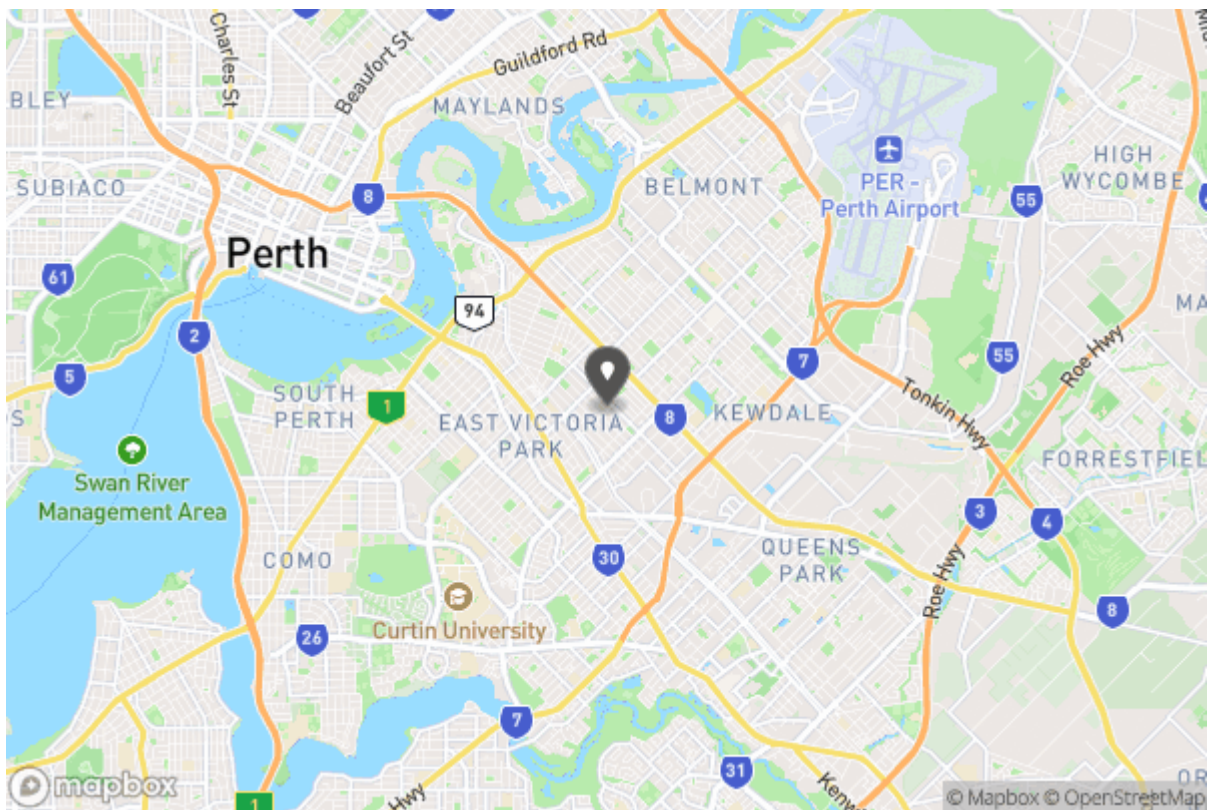 8
Charles St
Beaufort St
Guildford Rd
BLEY
MAYLANDS
SUBIACO
8
BELMONT
PER -
Perth Airport
55
HIGH
WYCOMBE
Perth
61
94
2
5
SOUTH
PERTH
1
EAST VICTORIA
PARK
8
KEWDALE
7
55
Roe Hwy
MA
Tonkin Hwy
FORRESTFIEL
Swan River
Management Area
3
4
COMO
30
QUEENS
PARK
Roe Hwy
8
Curtin University
26
7
31
mapbox
1
Hwy
Kenw
OR
© Mapbox © OpenStreetMap